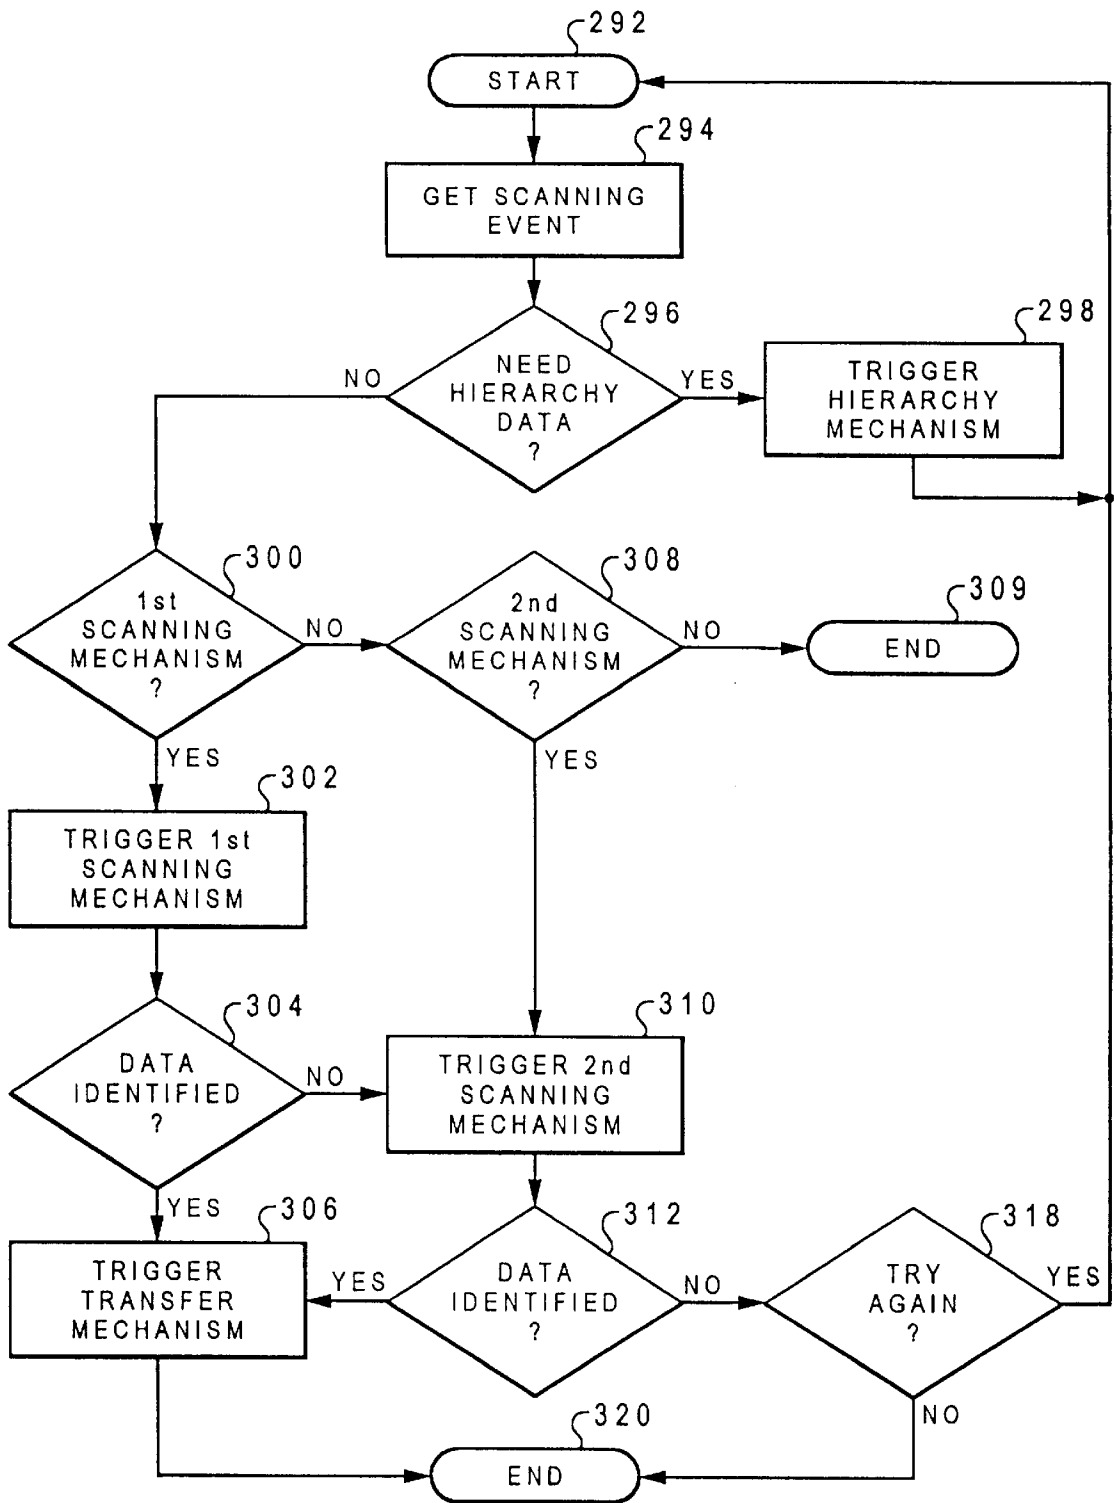 292
START
294
GET SCANNING
EVENT
296
NEED
HIERARCHY
DATA
?
NO
YES
298
TRIGGER
HIERARCHY
MECHANISM
300
1st
SCANNING
MECHANISM
?
NO
YES
308
2nd
SCANNING
MECHANISM
?
NO
YES
309
END
302
TRIGGER 1st
SCANNING
MECHANISM
304
DATA
IDENTIFIED
?
NO
YES
310
TRIGGER 2nd
SCANNING
MECHANISM
306
TRIGGER
TRANSFER
MECHANISM
312
DATA
IDENTIFIED
?
YES
NO
318
TRY
AGAIN
?
YES
NO
320
END